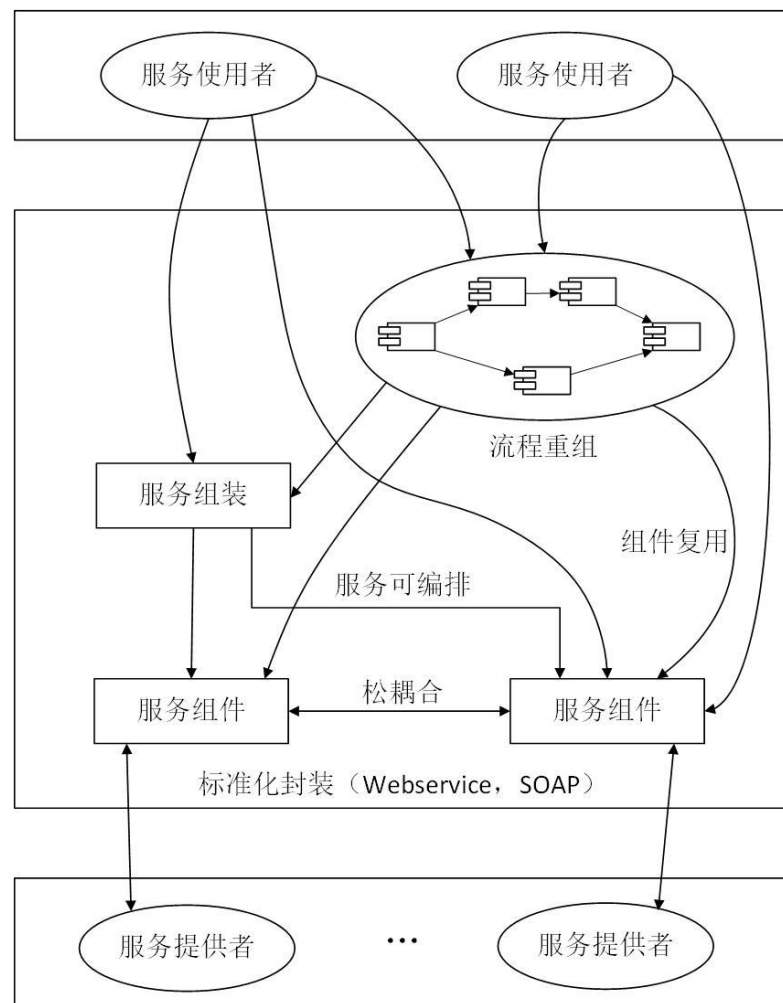 服务使用者
服务使用者
流程重组
服务组装
组件复用
服务可编排
服务组件
松耦合
服务组件
标准化封装（Webservice，SOAP）
服务提供者
...
服务提供者